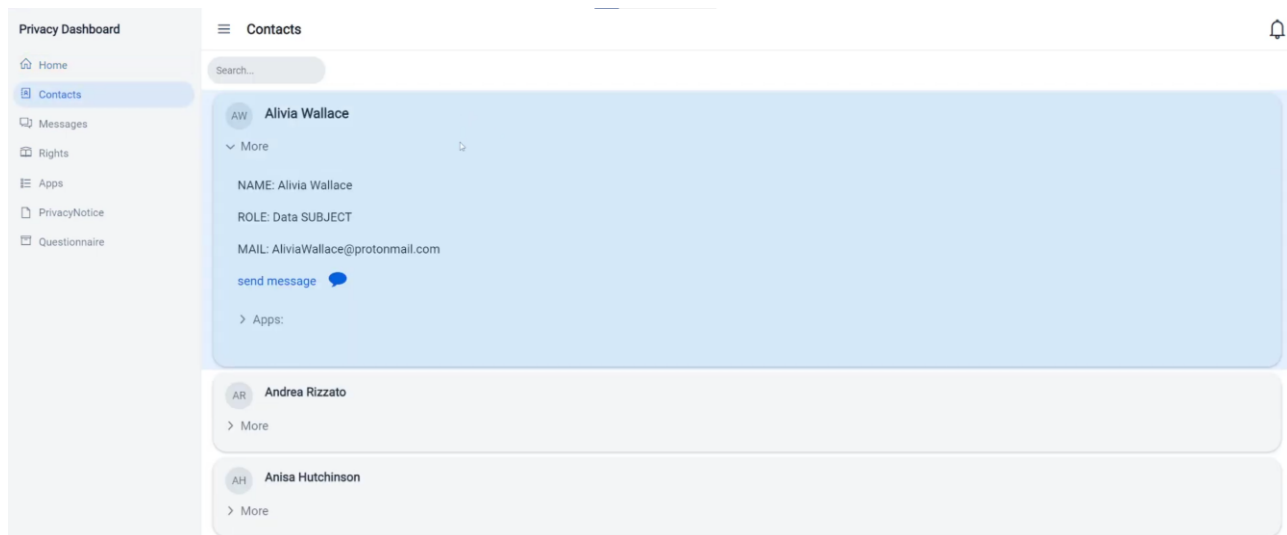 Privacy Dashboard
Home
Contacts
Messages
Rights
Apps
PrivacyNotice
Questionnaire
Contacts
Search...
AW Alivia Wallace
More
NAME: Alivia Wallace
ROLE: Data SUBJECT
MAIL: AliviaWallace@protonmail.com
send message
Apps:
AR Andrea Rizzato
More
AH Anisa Hutchinson
More